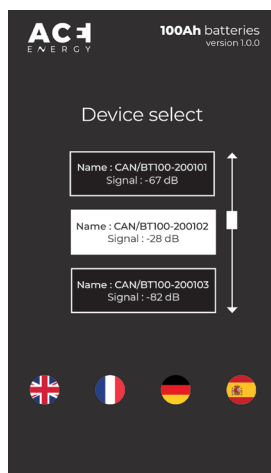 ACE
ENERGY
100Ah batteries
version 1.0.0
Device select
Name : CAN/BT100-200101
Signal : -67 dB
Name : CAN/BT100-200102
Signal : -28 dB
Name : CAN/BT100-200103
Signal : -82 dB